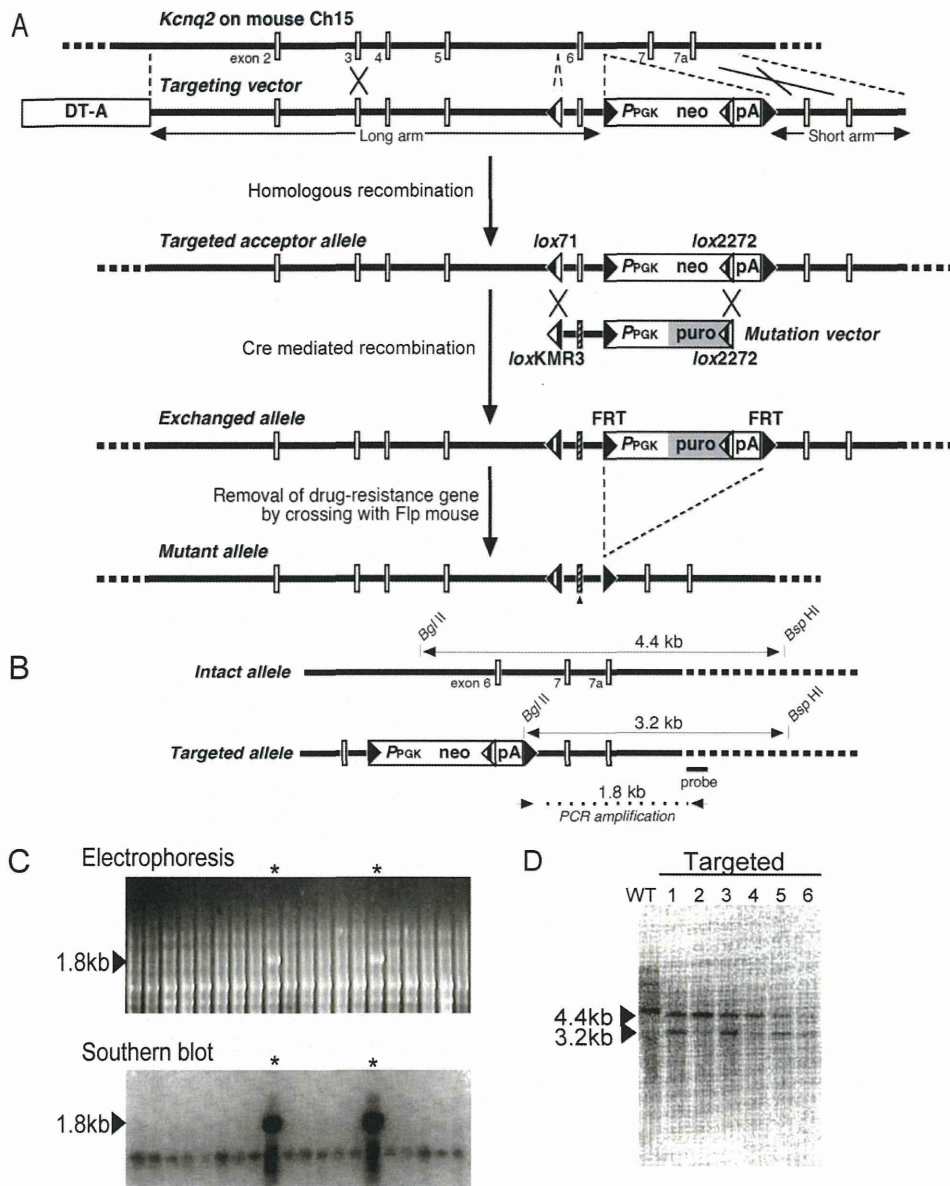 A
Kcnq2 on mouse Ch15
exon 2 3 4 5 6 7 7a
Targeting vector
DT-A PPGK neo pA
Long arm Short arm
Homologous recombination
Targeted acceptor allele lox71 lox2272
PPGK neo pA
PPGK puro Mutation vector
Cre mediated recombination
loxKMR3 lox2272
Exchanged allele FRT FRT
PPGK puro pA
Removal of drug-resistance gene
by crossing with Flp mouse
Mutant allele
B
Bgl II 4.4 kb Bsp HI
Intact allele
exon 6 7 7a
Bgl II 3.2 kb Bsp HI
Targeted allele PPGK neo pA
probe
1.8 kb
PCR amplification
C
Electrophoresis
* *
1.8kb
Southern blot
* *
1.8kb
D
Targeted
WT 1 2 3 4 5 6
4.4kb
3.2kb